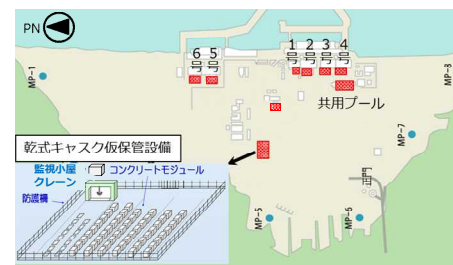 PN
6 5
号 号
1 2 3 4
号 号 号 号
MP-1
MP-8
共用プール
MP-7
乾式キャスク仮保管設備
監視小屋
コンクリートモジュール
クレーン
防護柵
正門
MP-5
MP-6